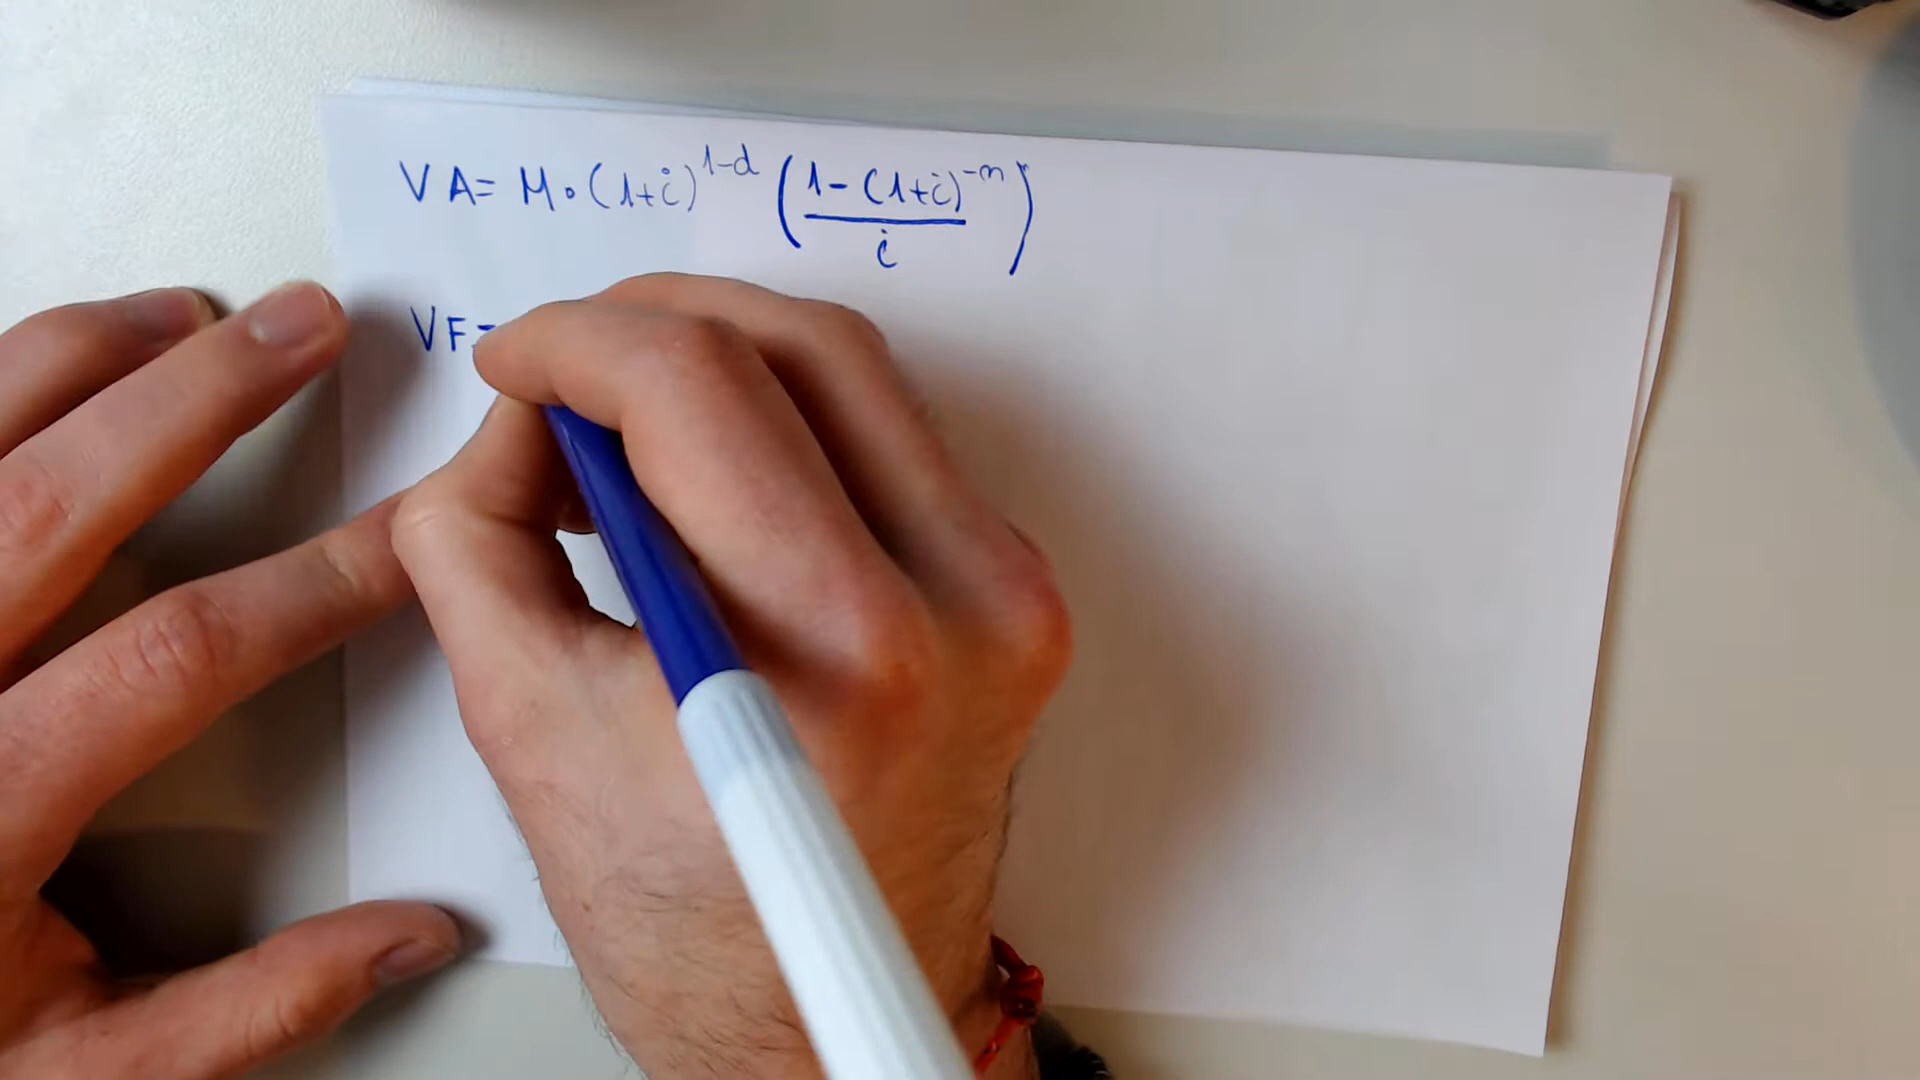 VA= M·(1+i)^1-d (1-(1+i)^-n / i)
VF=